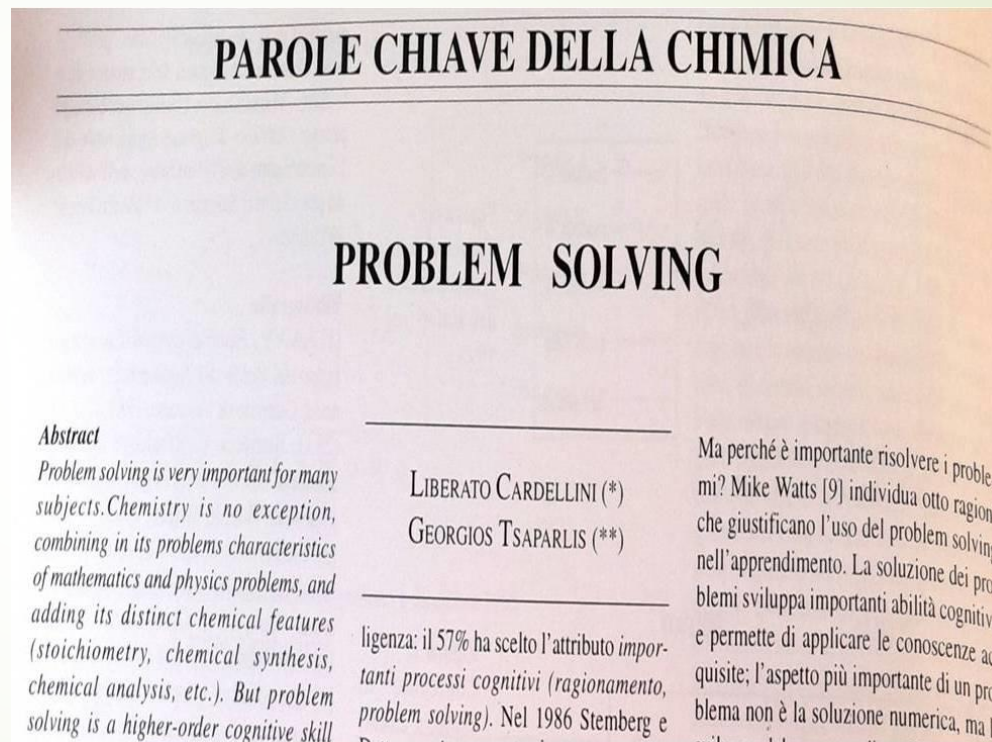 PAROLE CHIAVE DELLA CHIMICA
PROBLEM SOLVING
Abstract
Problem solving is very important for many
subjects.Chemistry is no exception,
combining in its problems characteristics
of mathematics and physics problems, and
adding its distinct chemical features
(stoichiometry, chemical synthesis,
chemical analysis, etc.). But problem
solving is a higher-order cognitive skill
LIBERATO CARDELLINI (*)
GEORGIOS TSAPARLIS (**)
ligenza: il 57% ha scelto l'attributo impor-
tanti processi cognitivi (ragionamento,
problem solving). Nel 1986 Stemberg e
Ma perché è importante risolvere i proble
mi? Mike Watts [9] individua otto ragion
che giustificano l'uso del problem solving
nell'apprendimento. La soluzione dei pro
blemi sviluppa importanti abilità cognitiv
e permette di applicare le conoscenze ac
quisite; l'aspetto più importante di un pro
blema non è la soluzione numerica, ma l